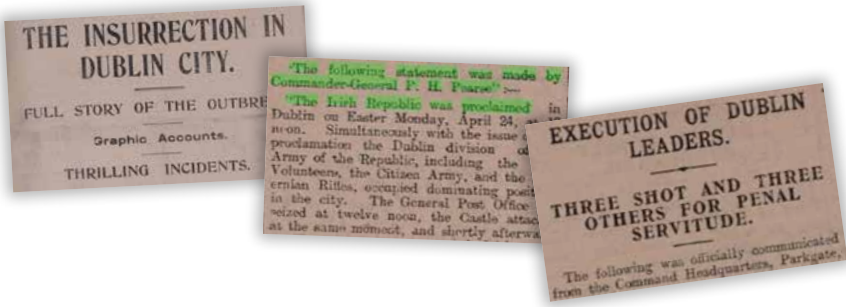 THE INSURRECTION IN
DUBLIN CITY.
FULL STORY OF THE OUTBRE
Graphic Accounts.
THRILLING INCIDENTS.
"The following statement was made by
Commander-General P. H. Pearse" :—
"The Irish Republic was proclaimed in
Dublin on Easter Monday, April 24,
noon. Simultaneously with the issue
proclamation the Dublin division
Army of the Republic, including the
Volunteers, the Citizen Army, and the
ernian Rifles, occupied dominating posi
in the city. The General Post Office
seized at twelve noon, the Castle attac
at the same moment, and shortly afterwa
EXECUTION OF DUBLIN
LEADERS.
THREE SHOT AND THREE
OTHERS FOR PENAL
SERVITUDE.
The following was officially communicated
from the Command Headquarters, Parkgate,